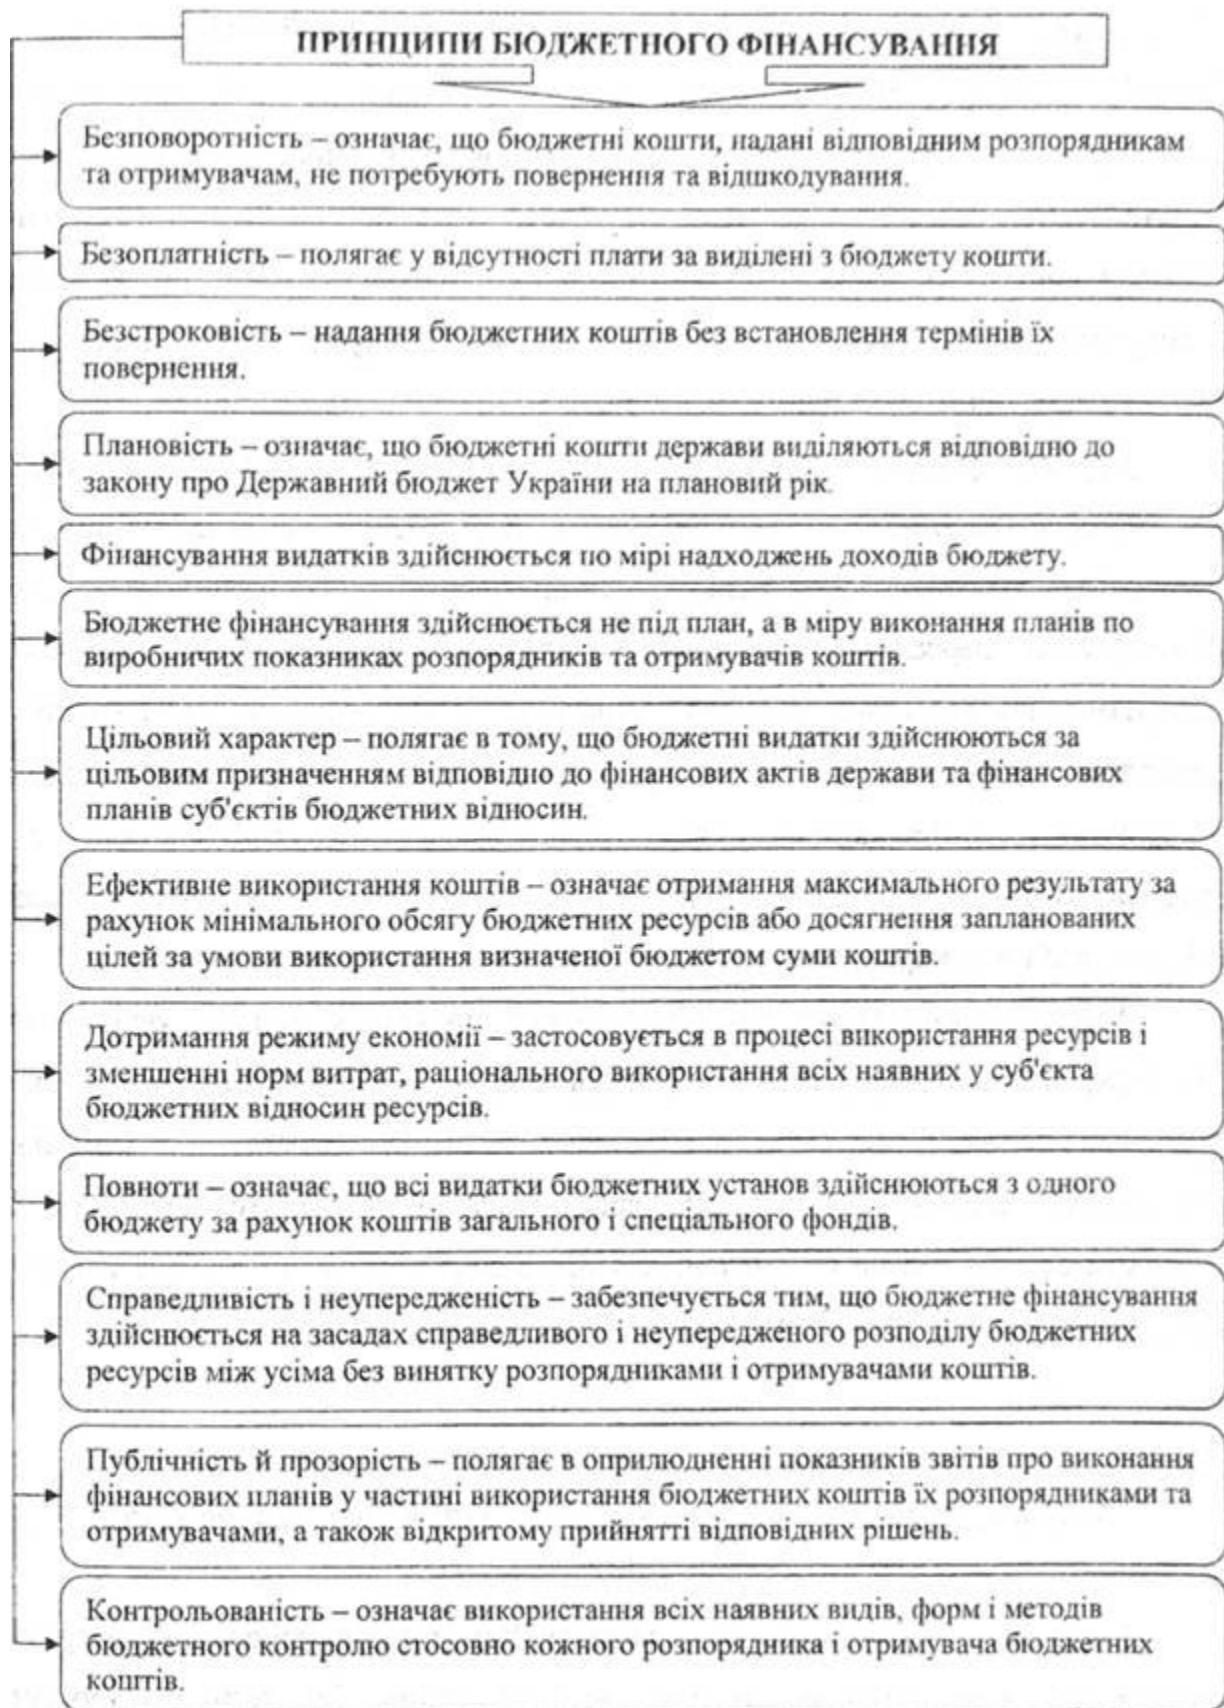 ПРИНЦИПИ БЮДЖЕТНОГО ФІНАНСУВАННЯ
Безповоротність – означає, що бюджетні кошти, надані відповідним розпорядникам
та отримувачам, не потребують повернення та відшкодування.
Безоплатність – полягає у відсутності плати за виділені з бюджету кошти.
Безстроковість – надання бюджетних коштів без встановлення термінів їх
повернення.
Плановість – означає, що бюджетні кошти держави виділяються відповідно до
закону про Державний бюджет України на плановий рік.
Фінансування видатків здійснюється по мірі надходжень доходів бюджету.
Бюджетне фінансування здійснюється не під план, а в міру виконання планів по
виробничих показниках розпорядників та отримувачів коштів.
Цільовий характер – полягає в тому, що бюджетні видатки здійснюються за
цільовим призначенням відповідно до фінансових актів держави та фінансових
планів суб'єктів бюджетних відносин.
Ефективне використання коштів – означає отримання максимального результату за
рахунок мінімального обсягу бюджетних ресурсів або досягнення запланованих
цілей за умови використання визначеної бюджетом суми коштів.
Дотримання режиму економії – застосовується в процесі використання ресурсів і
зменшенні норм витрат, раціонального використання всіх наявних у суб'єкта
бюджетних відносин ресурсів.
Повноти – означає, що всі видатки бюджетних установ здійснюються з одного
бюджету за рахунок коштів загального і спеціального фондів.
Справедливість і неупередженість – забезпечується тим, що бюджетне фінансування
здійснюється на засадах справедливого і неупередженого розподілу бюджетних
ресурсів між усіма без винятку розпорядниками і отримувачами коштів.
Публічність й прозорість – полягає в оприлюдненні показників звітів про виконання
фінансових планів у частині використання бюджетних коштів їх розпорядниками та
отримувачами, а також відкритому прийнятті відповідних рішень.
Контрольованість – означає використання всіх наявних видів, форм і методів
бюджетного контролю стосовно кожного розпорядника і отримувача бюджетних
коштів.